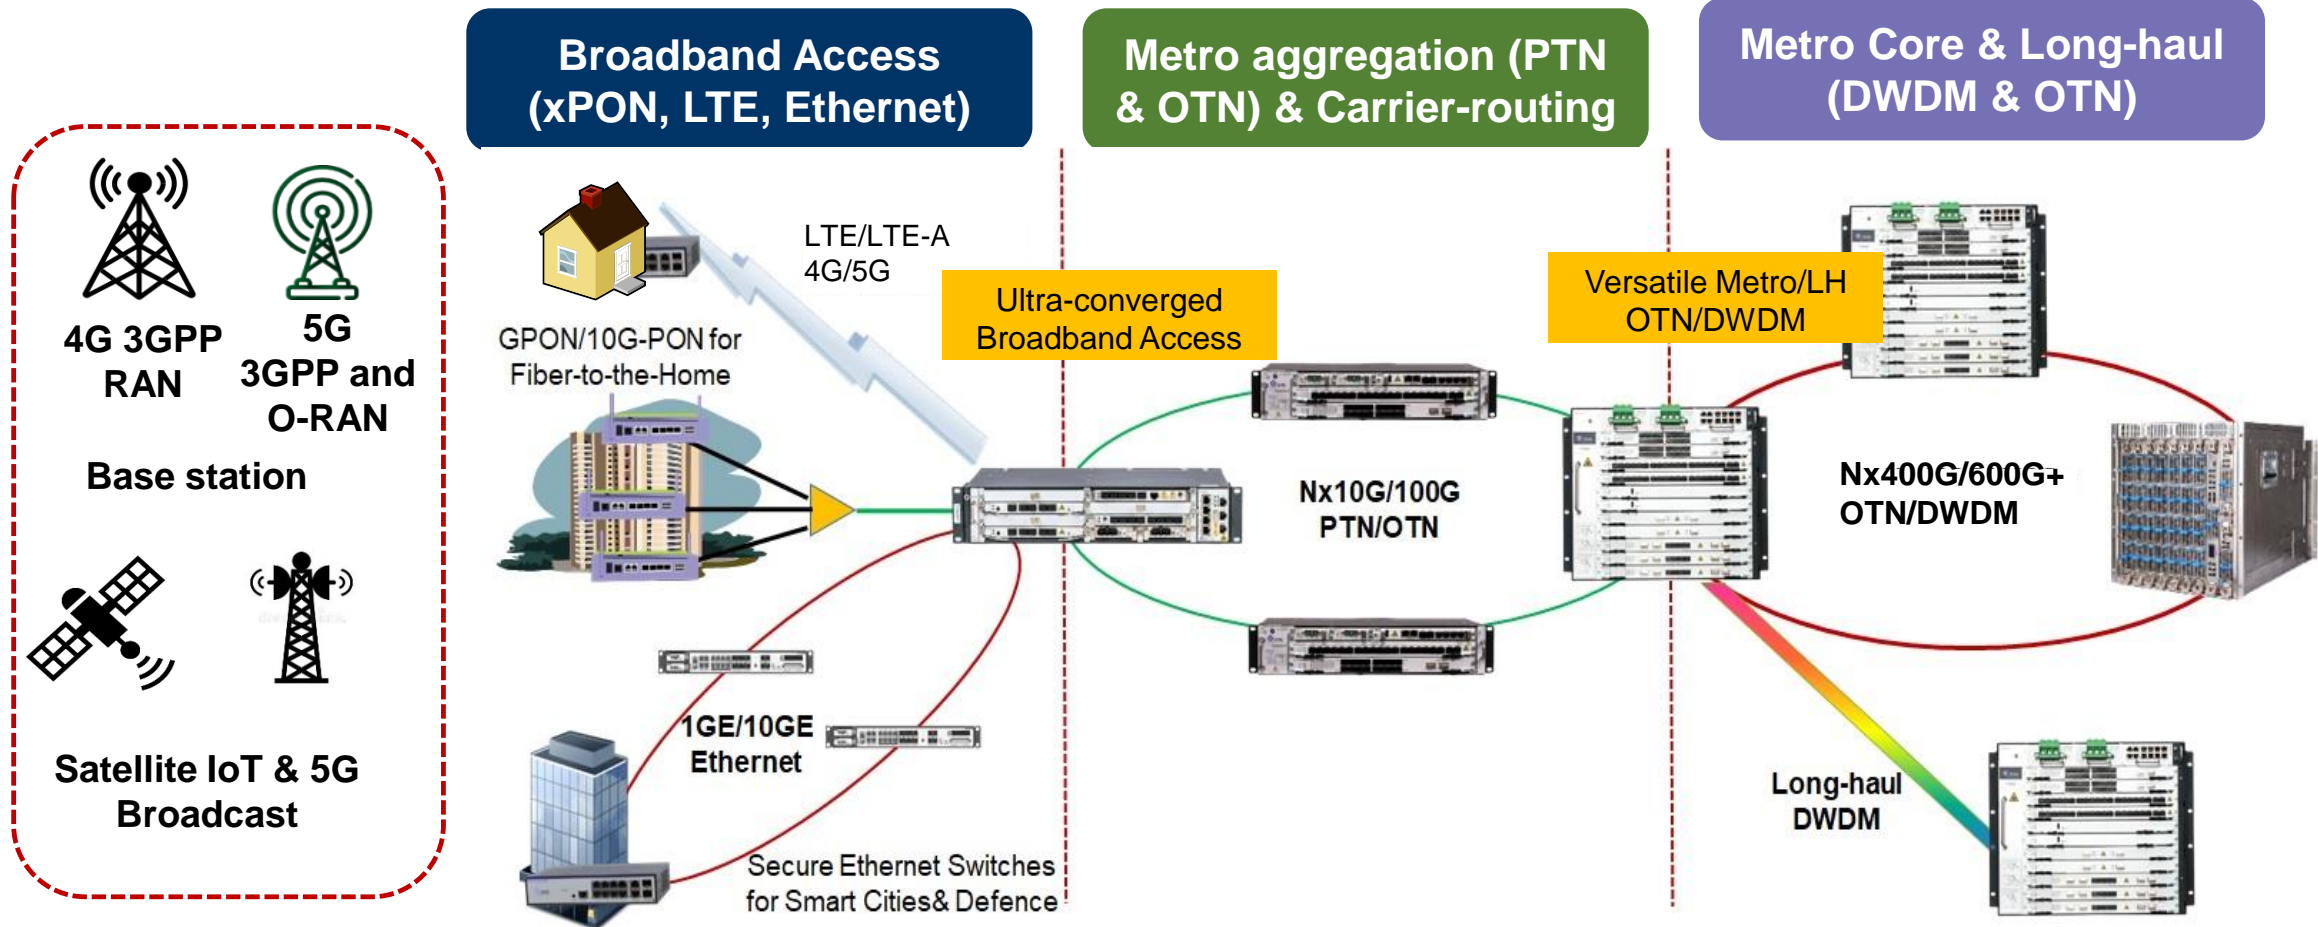 Broadband Access
(xPON, LTE, Ethernet)
Metro aggregation (PTN
& OTN) & Carrier-routing
Metro Core & Long-haul
(DWDM & OTN)
4G 3GPP
RAN
5G
3GPP and
O-RAN
Base station
Satellite IoT & 5G
Broadcast
LTE/LTE-A
4G/5G
GPON/10G-PON for
Fiber-to-the-Home
Ultra-converged
Broadband Access
1GE/10GE
Ethernet
Secure Ethernet Switches
for Smart Cities& Defence
Nx10G/100G
PTN/OTN
Versatile Metro/LH
OTN/DWDM
Nx400G/600G+
OTN/DWDM
Long-haul
DWDM